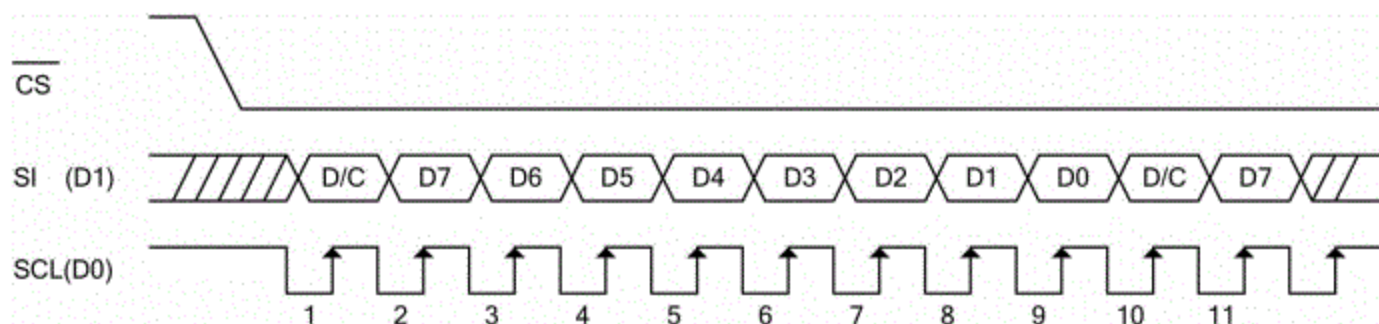 CS
SI (D1) D/C D7 D6 D5 D4 D3 D2 D1 D0 D/C D7
SCL(D0)
1 2 3 4 5 6 7 8 9 10 11